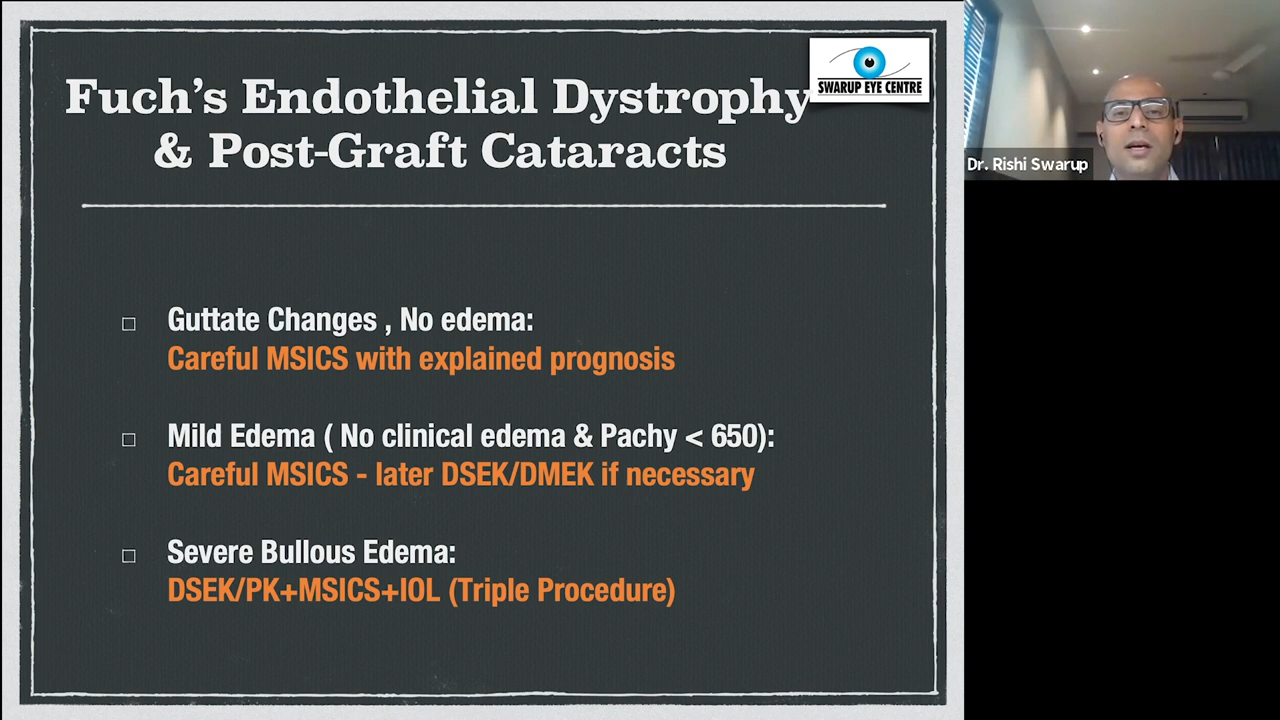 Fuch's Endothelial Dystrophy
& Post-Graft Cataracts
SWARUP EYE CENTRE
Dr. Rishi Swarup
Guttate Changes , No edema:
Careful MSICS with explained prognosis
Mild Edema ( No clinical edema & Pachy < 650):
Careful MSICS - later DSEK/DMEK if necessary
Severe Bullous Edema:
DSEK/PK+MSICS+IOL (Triple Procedure)